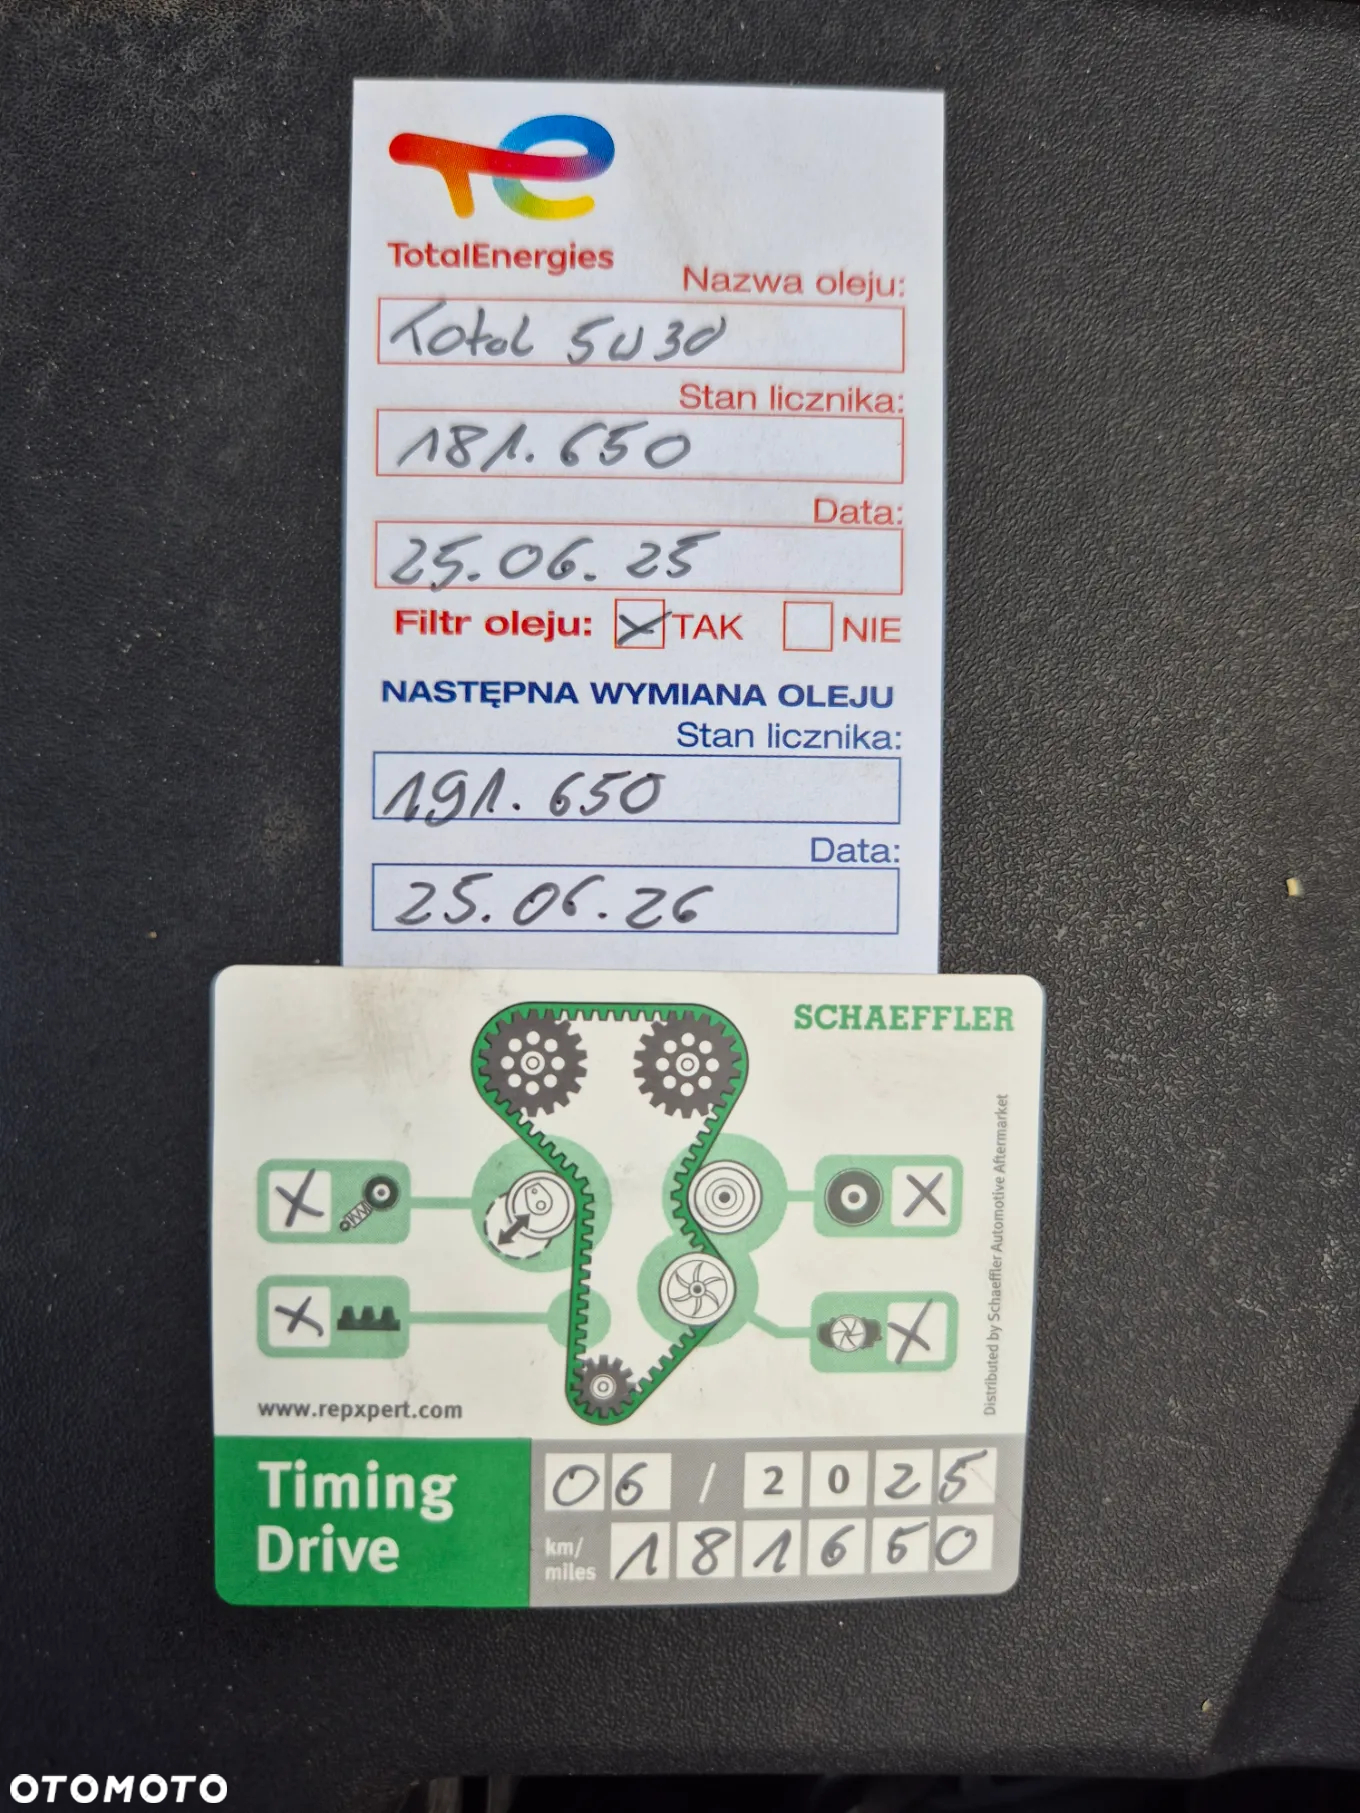 TotalEnergies
Nazwa oleju:
Total 5W30
Stan licznika:
181.650
Data:
25.06.25
Filtr oleju: TAK NIE
NASTĘPNA WYMIANA OLEJU
Stan licznika:
191.650
Data:
25.06.26
SCHAEFFLER
Distributed by Schaeffler Automotive Aftermarket
www.repxpert.com
Timing
Drive
06 / 2025
km/
miles
181650
OTOMOTO